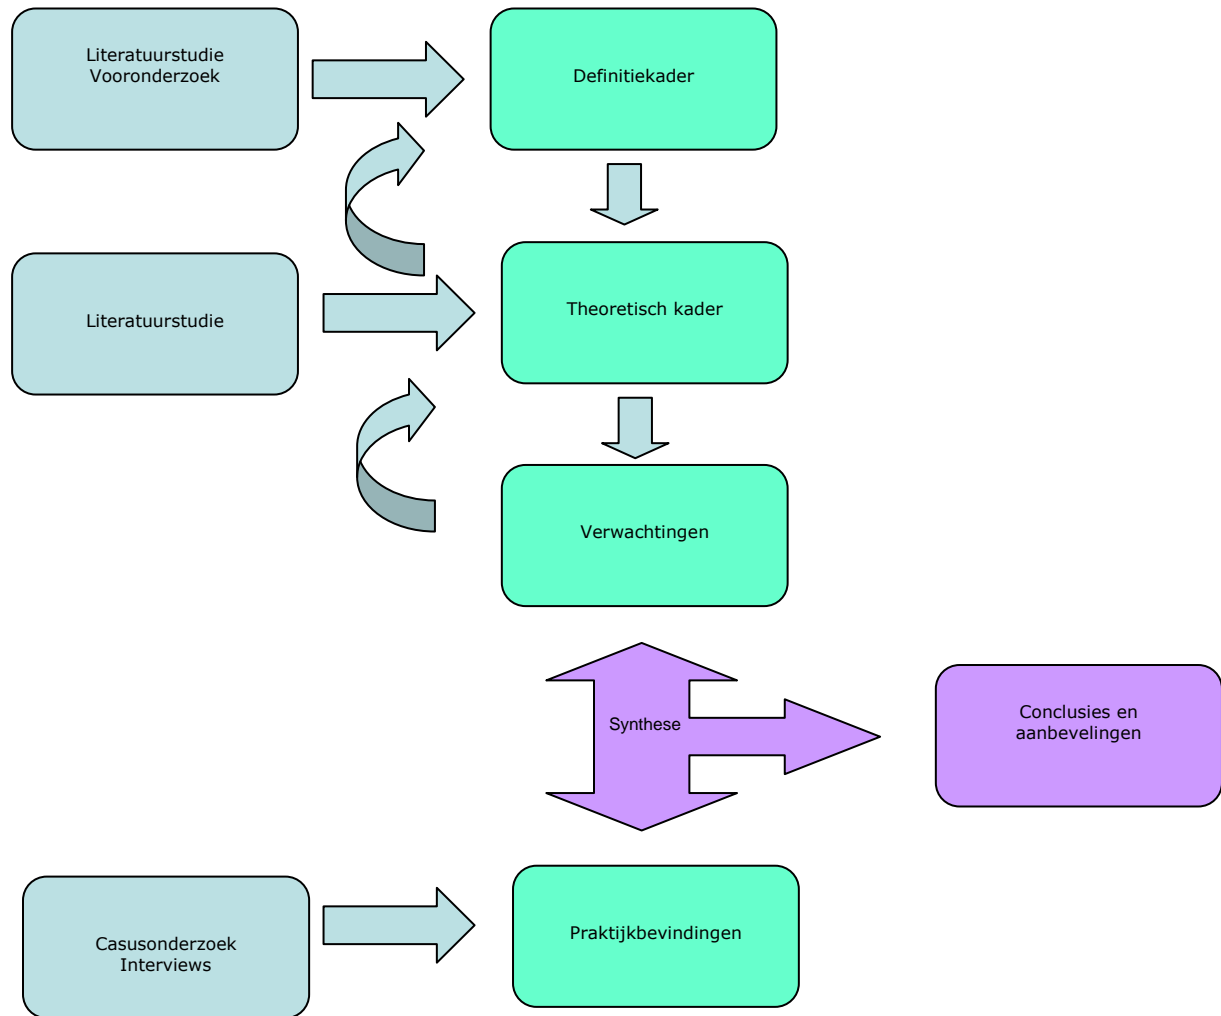 Literatuurstudie
Vooronderzoek
Definitiekader
Literatuurstudie
Theoretisch kader
Verwachtingen
Synthese
Conclusies en
aanbevelingen
Casusonderzoek
Interviews
Praktijkbevindingen